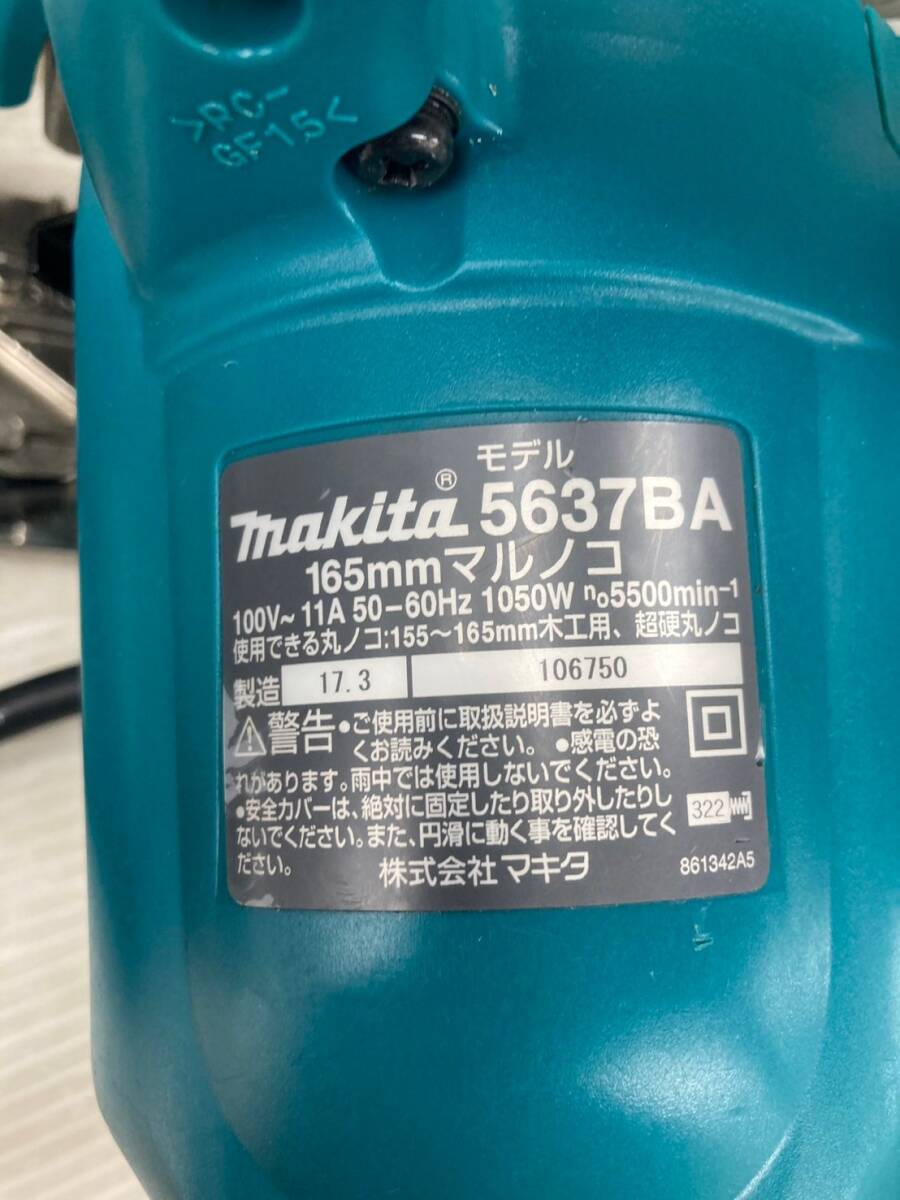 >PC-
GF15<
モデル
makita® 5637BA
165mmマルノコ
100V~ 11A 50-60Hz 1050W n₀5500min⁻¹
使用できる丸ノコ:155～165mm木工用、超硬丸ノコ
製造 17.3 106750
警告●ご使用前に取扱説明書を必ずよ
くお読みください。●感電の恐
れがあります。雨中では使用しないでください。
●安全カバーは、絶対に固定したり取り外したりし
ないでください。また、円滑に動く事を確認してく
ださい。
322
株式会社マキタ
861342A5